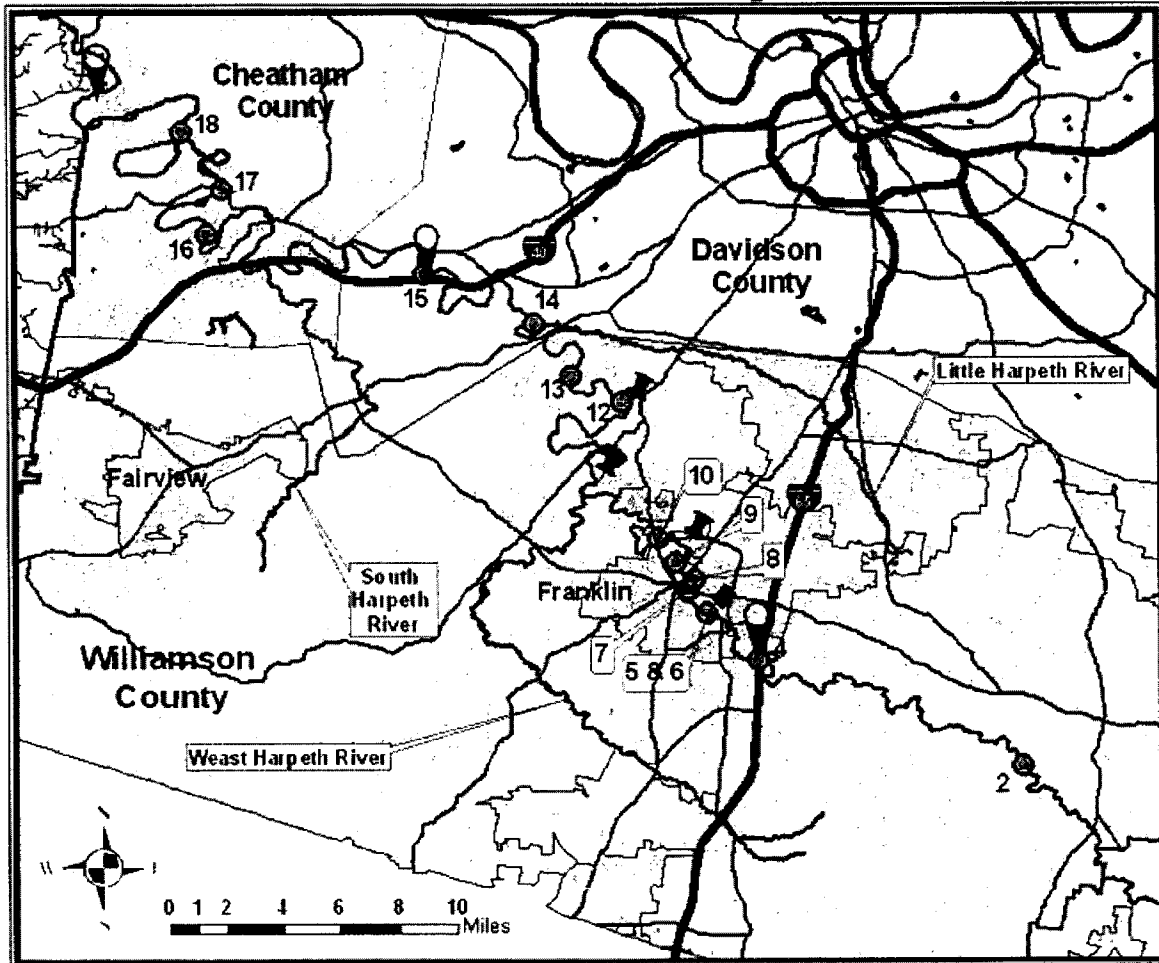 Cheatham
County
18
17
16
15
14
Davidson
County
13
12
Little Harpeth River
Fairview
10
9
8
South
Harpeth
River
Franklin
7
5 & 6
Williamson
County
Weast Harpeth River
2
0 1 2 4 6 8 10
Miles